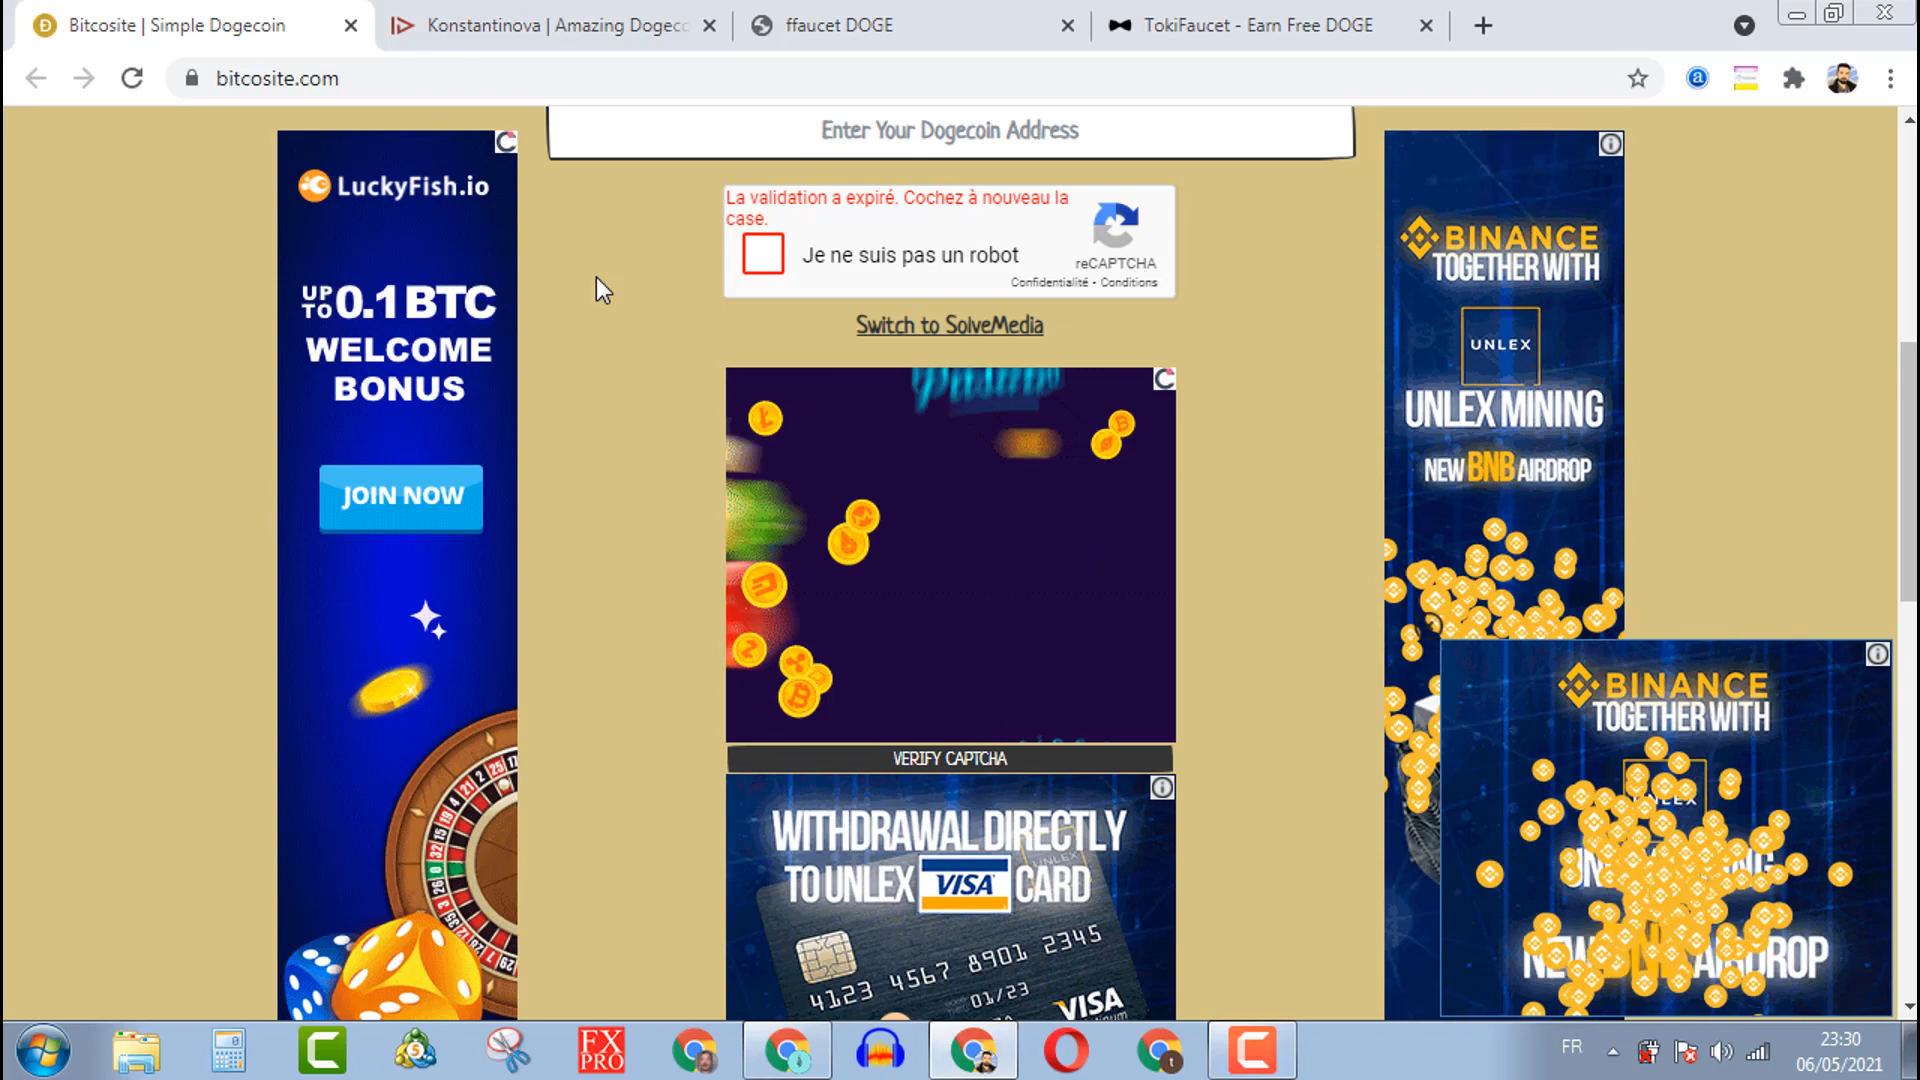 Bitcosite | Simple Dogecoin
Konstantinova | Amazing Dogecc
ffaucet DOGE
TokiFaucet - Earn Free DOGE
bitcosite.com
Enter Your Dogecoin Address
La validation a expiré. Cochez à nouveau la
case.
Je ne suis pas un robot
reCAPTCHA
Confidentialité - Conditions
Switch to SolveMedia
VERIFY CAPTCHA
LuckyFish.io
UP TO 0.1 BTC
WELCOME
BONUS
JOIN NOW
WITHDRAWAL DIRECTLY
TO UNLEX VISA CARD
4123 4567 8901 2345
01/23
VISA
BINANCE
TOGETHER WITH
UNLEX
UNLEX MINING
NEW BNB AIRDROP
BINANCE
TOGETHER WITH
FX
PRO
FR
23:30
06/05/2021